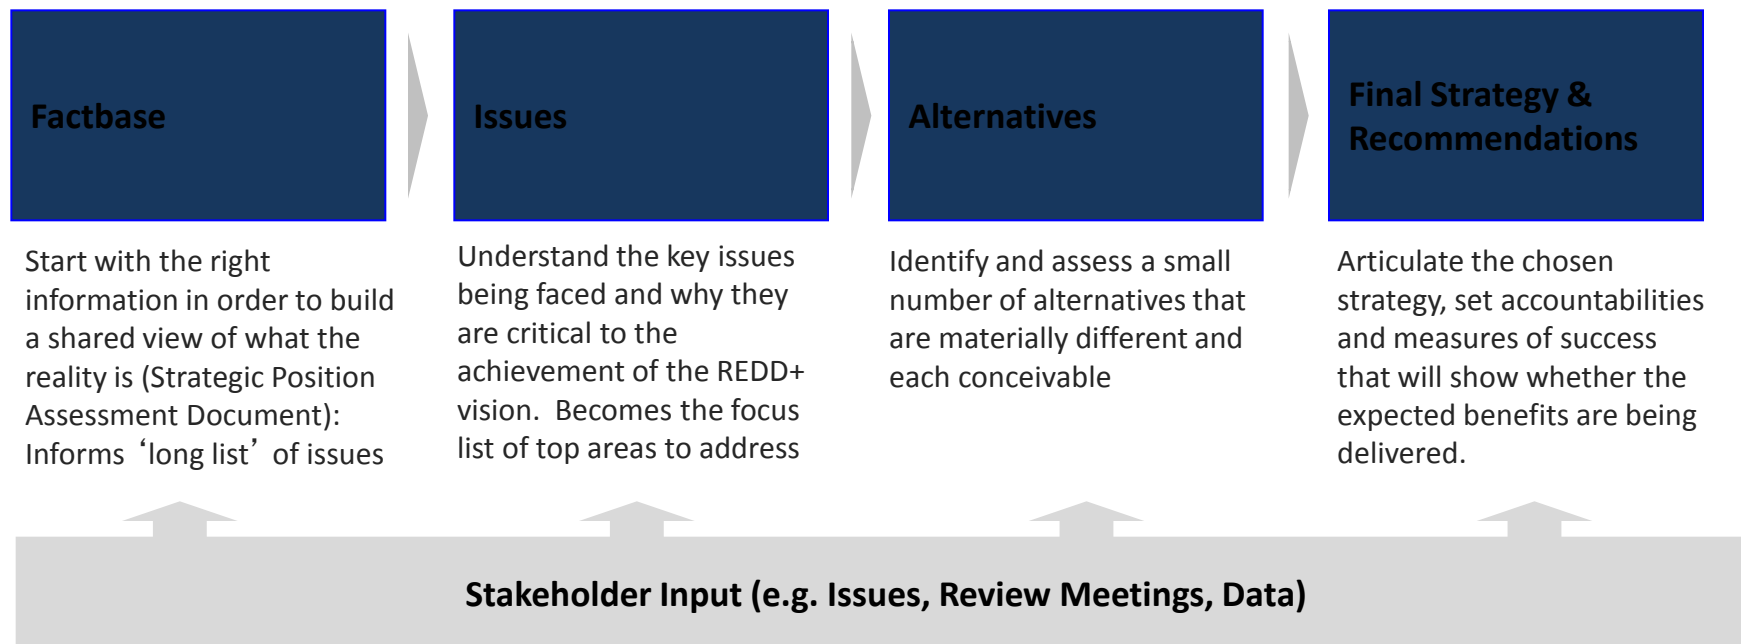 Factbase
Issues
Alternatives
Final Strategy &
Recommendations
Start with the right
information in order to build
a shared view of what the
reality is (Strategic Position
Assessment Document):
Informs ‘long list’ of issues
Understand the key issues
being faced and why they
are critical to the
achievement of the REDD+
vision.  Becomes the focus
list of top areas to address
Identify and assess a small
number of alternatives that
are materially different and
each conceivable
Articulate the chosen
strategy, set accountabilities
and measures of success
that will show whether the
expected benefits are being
delivered.
Stakeholder Input (e.g. Issues, Review Meetings, Data)